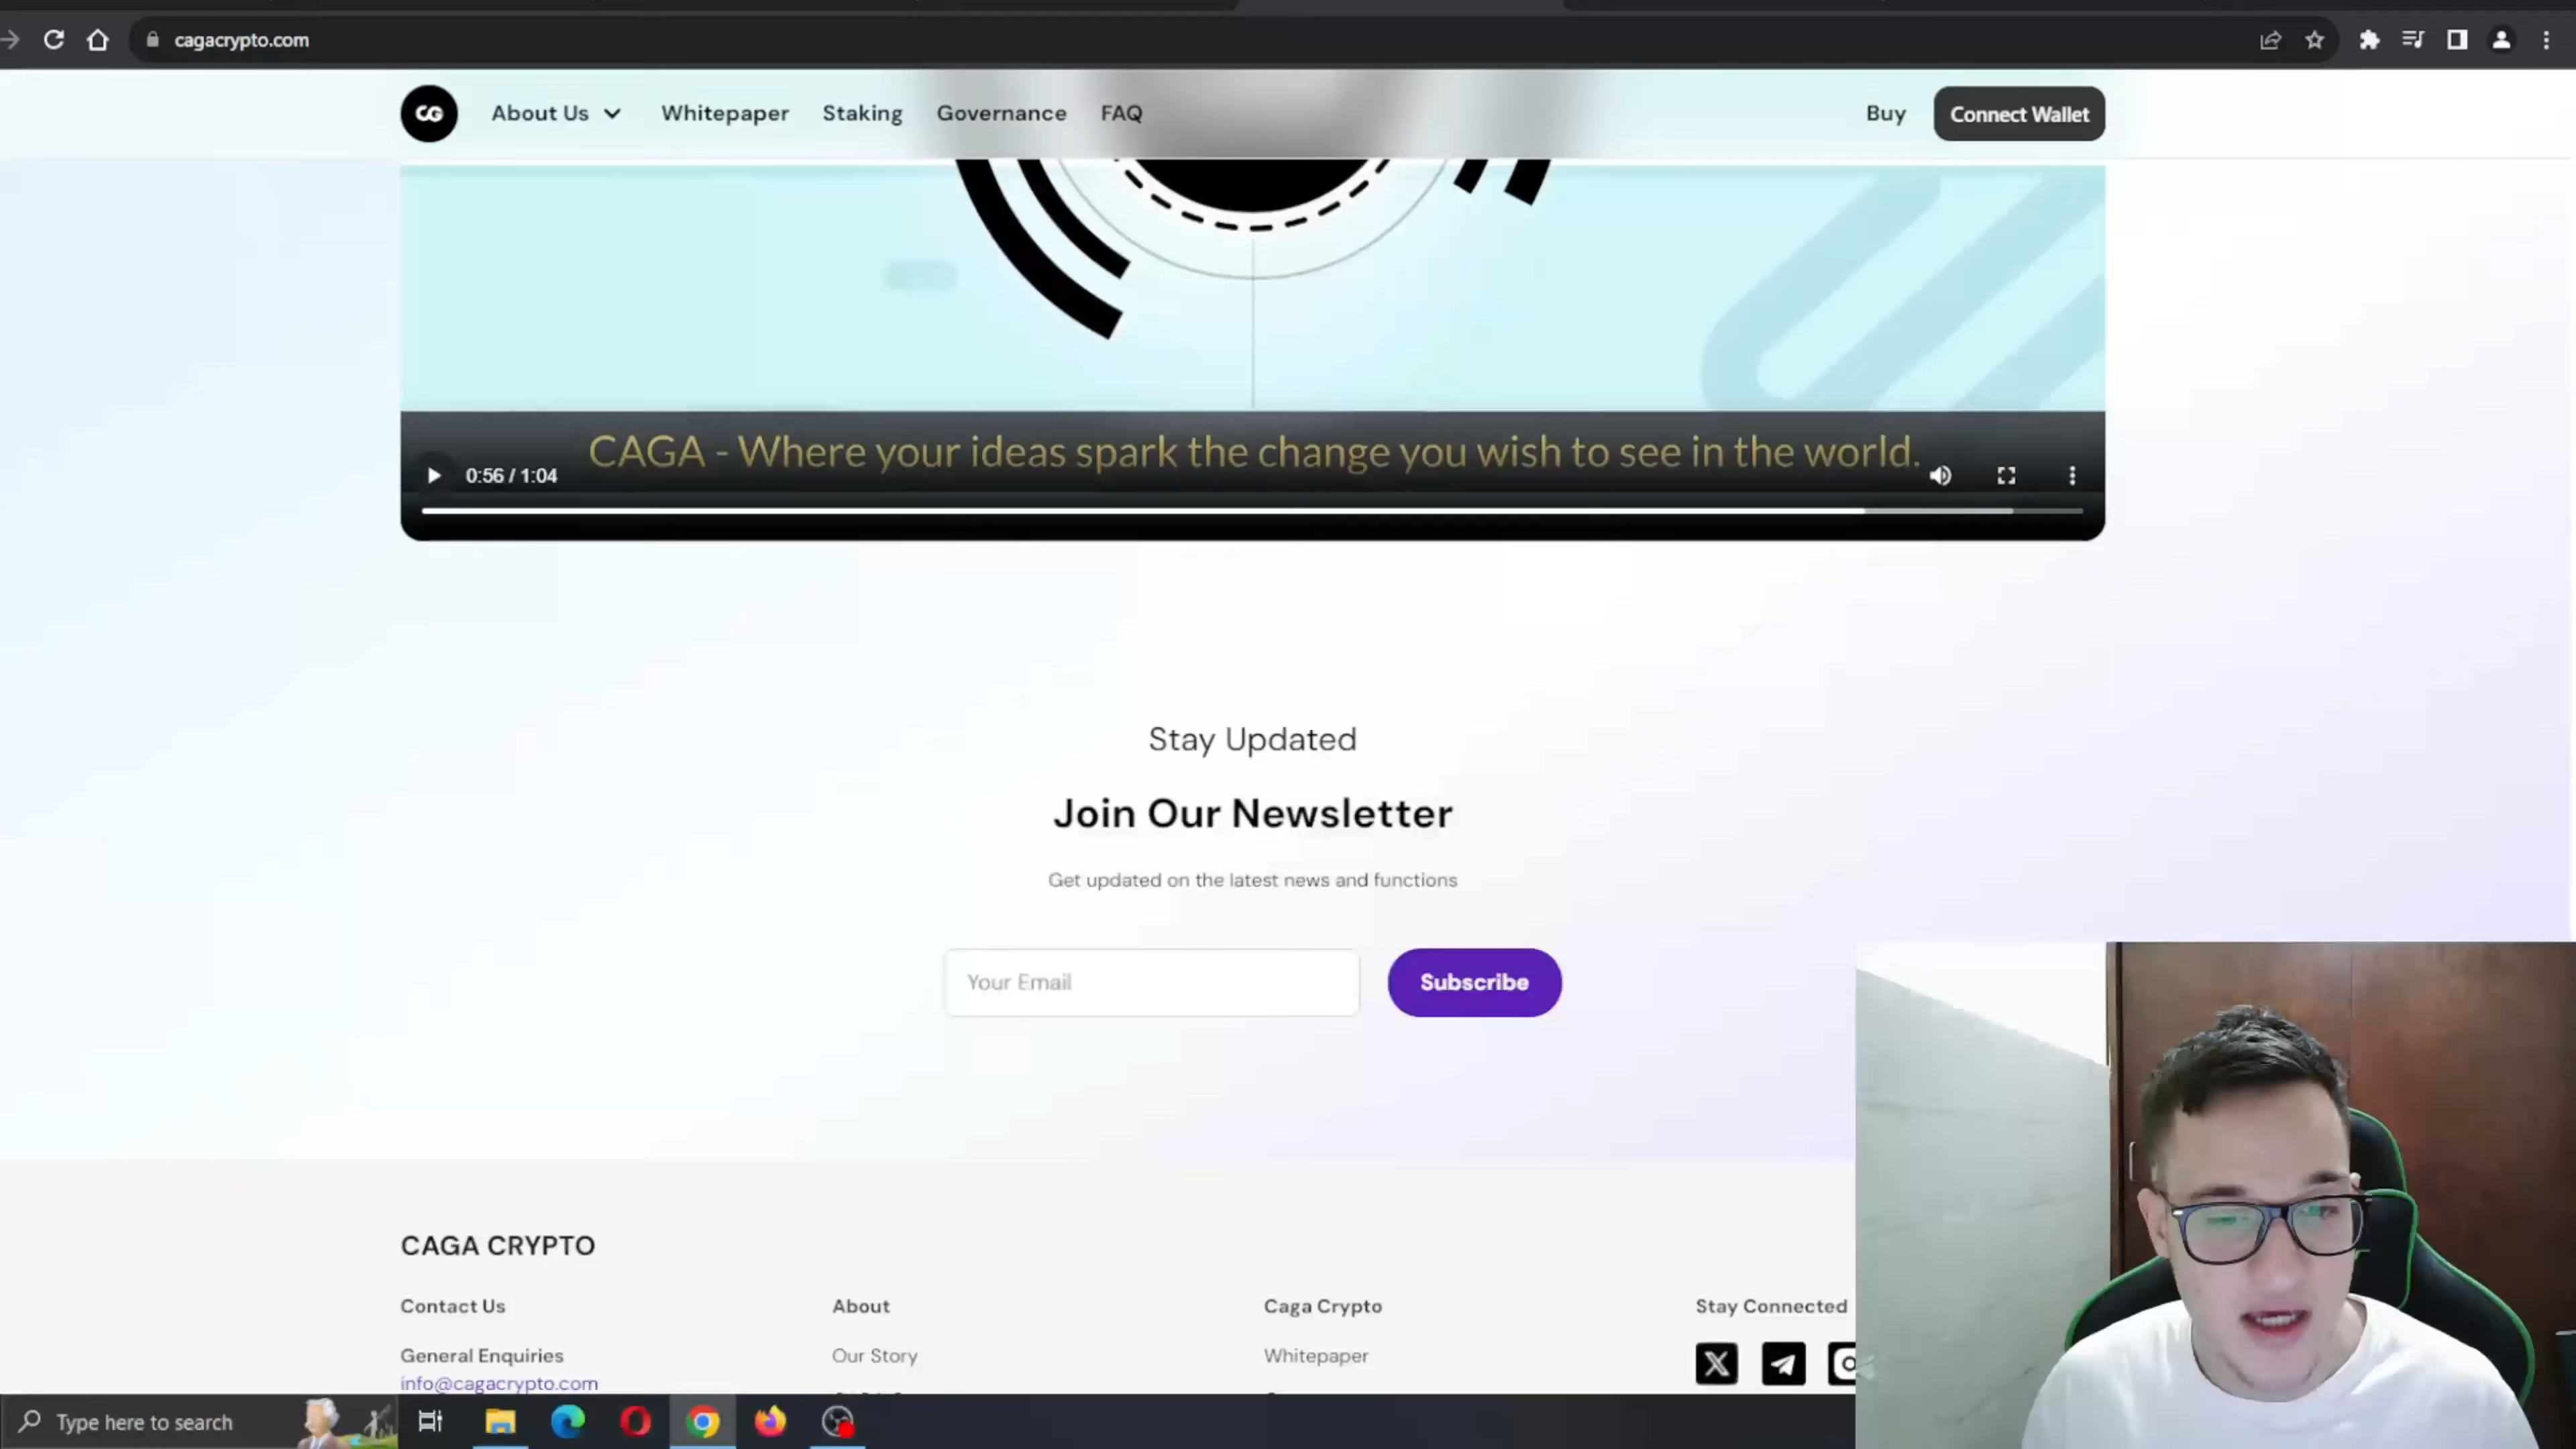 cagacrypto.com
CG About Us Whitepaper Staking Governance FAQ Buy Connect Wallet
CAGA - Where your ideas spark the change you wish to see in the world.
0:56 / 1:04
Stay Updated
Join Our Newsletter
Get updated on the latest news and functions
Your Email Subscribe
CAGA CRYPTO
Contact Us About Caga Crypto Stay Connected
General Enquiries Our Story Whitepaper
info@cagacrypto.com
Type here to search